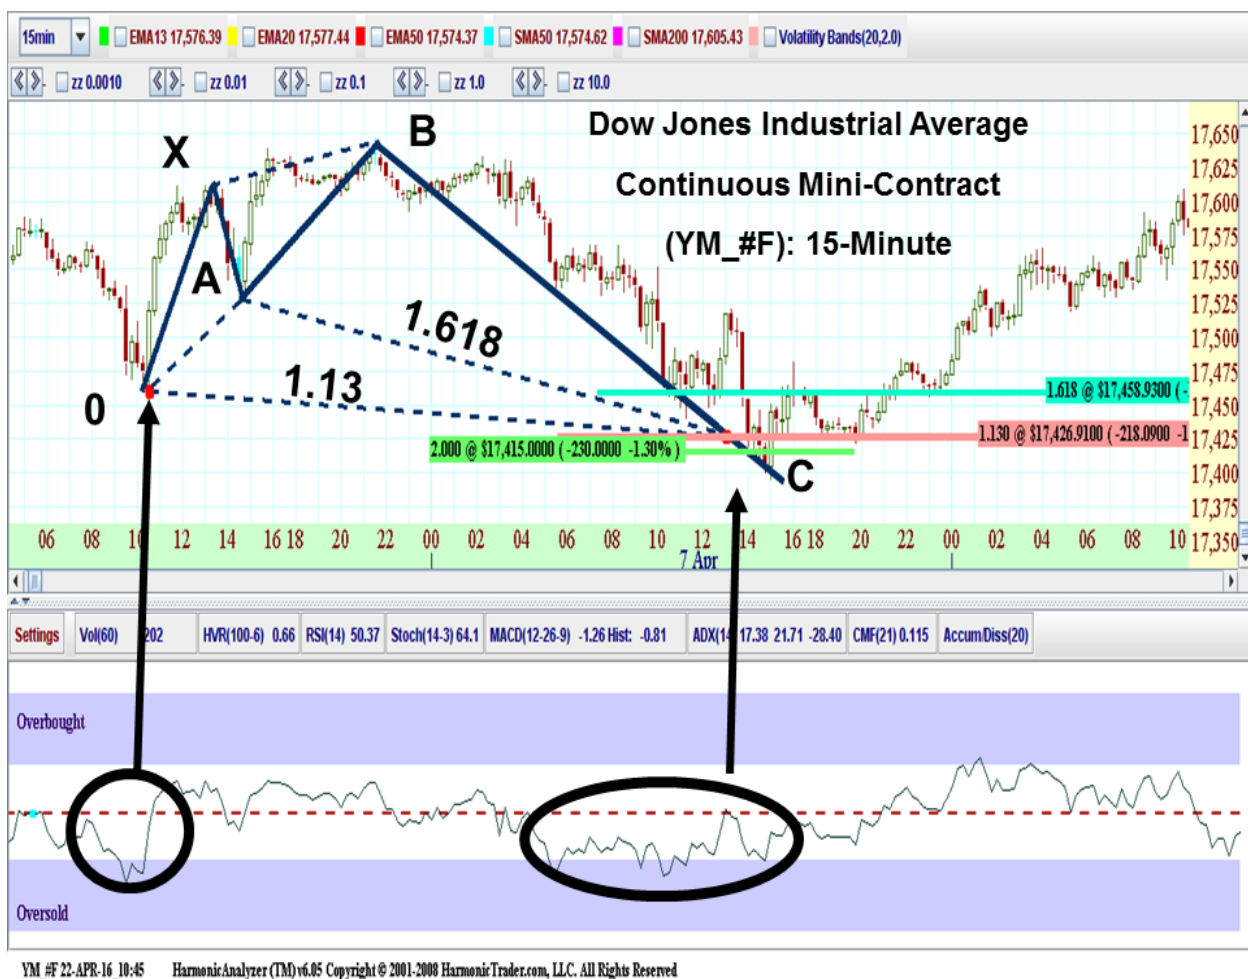 15min EMA13 17,576.39 EMA20 17,577.44 EMA50 17,574.37 SMA50 17,574.62 SMA200 17,605.43 Volatility Bands(20,2.0)
zz 0.0010 zz 0.01 zz 0.1 zz 1.0 zz 10.0
Dow Jones Industrial Average
Continuous Mini-Contract
(YM_#F): 15-Minute
X
B
A
0
C
1.618
1.13
1.618 @ $17,458.9300 ( -
1.130 @ $17,426.9100 ( -218.0900 -1
2.000 @ $17,415.0000 ( -230.0000 -1.30% )
17,650
17,625
17,600
17,575
17,550
17,525
17,500
17,475
17,450
17,425
17,400
17,375
17,350
06 08 10 12 14 16 18 20 22 00 02 04 06 08 10 12 14 16 18 20 22 00 02 04 06 08 10
7 Apr
Settings Vol(60) 202 HVR(100-6) 0.66 RSI(14) 50.37 Stoch(14-3) 64.1 MACD(12-26-9) -1.26 Hist: -0.81 ADX(14 17.38 21.71 -28.40 CMF(21) 0.115 Accum/Diss(20)
Overbought
Oversold
YM_#F 22-APR-16 10:45 HarmonicAnalyzer (TM) v6.05 Copyright © 2001-2008 HarmonicTrader.com, LLC. All Rights Reserved